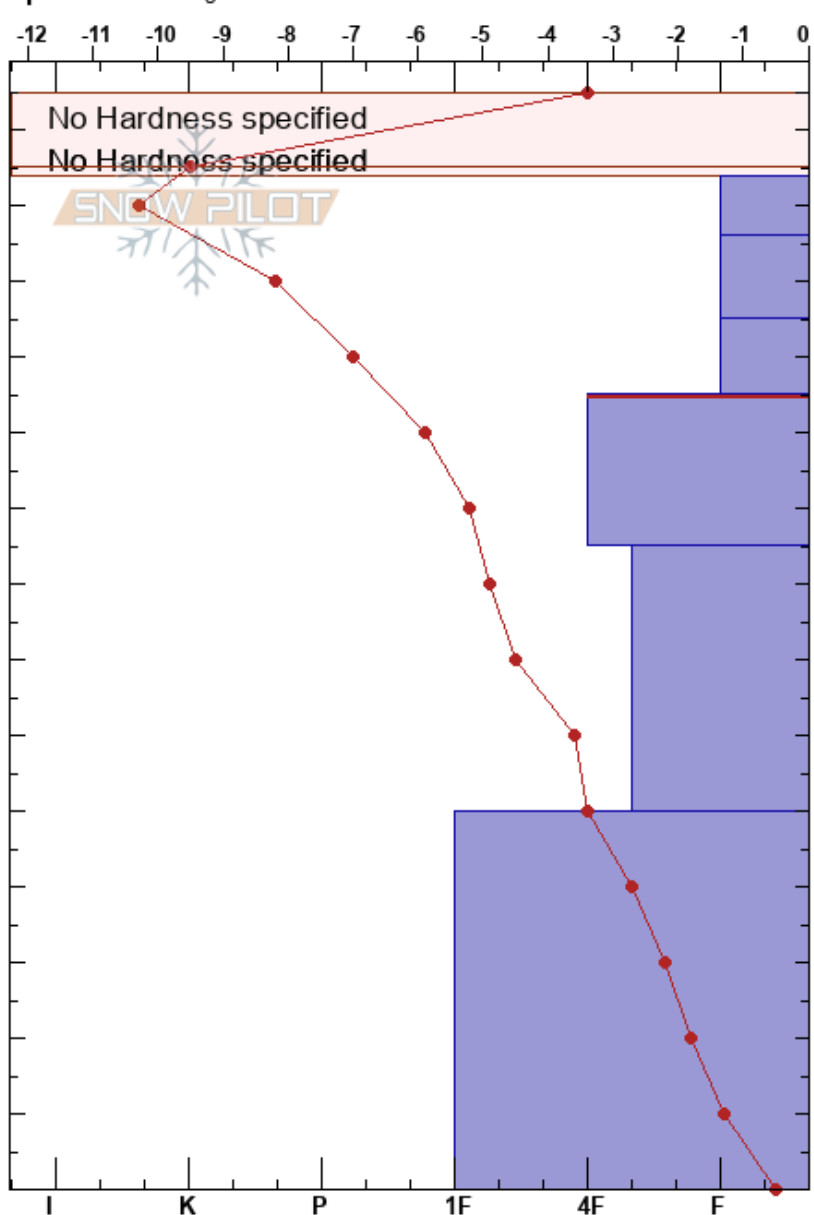 -12 -11 -10 -9 -8 -7 -6 -5 -4 -3 -2 -1 0
No Hardness specified
No Hardness specified
SNOW PILOT
I K P 1F 4F F